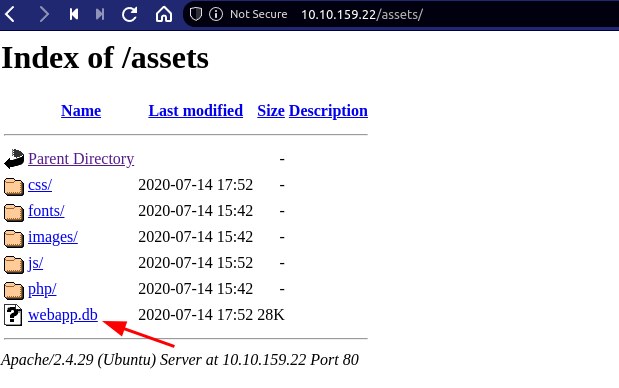 Not Secure 10.10.159.22/assets/
Index of /assets
Name Last modified Size Description
Parent Directory -
css/ 2020-07-14 17:52 -
fonts/ 2020-07-14 15:42 -
images/ 2020-07-14 15:42 -
js/ 2020-07-14 15:52 -
php/ 2020-07-14 15:42 -
webapp.db 2020-07-14 17:52 28K
Apache/2.4.29 (Ubuntu) Server at 10.10.159.22 Port 80